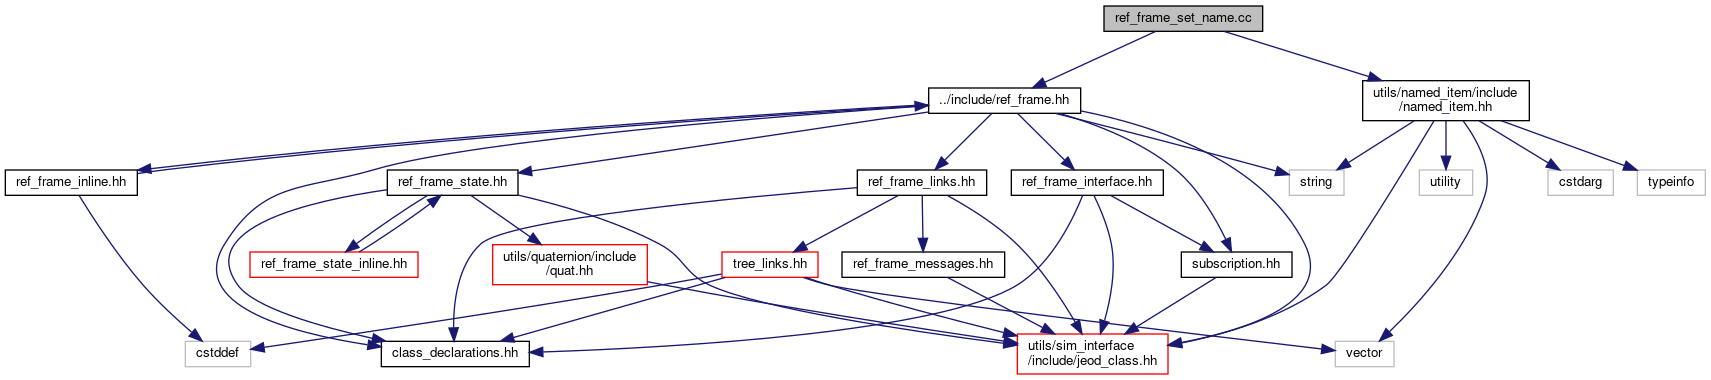 ref_frame_set_name.cc
../include/ref_frame.hh
utils/named_item/include
/named_item.hh
ref_frame_inline.hh
ref_frame_state.hh
ref_frame_links.hh
ref_frame_interface.hh
string
utility
cstdarg
typeinfo
ref_frame_state_inline.hh
utils/quaternion/include
/quat.hh
tree_links.hh
ref_frame_messages.hh
subscription.hh
cstddef
class_declarations.hh
utils/sim_interface
/include/jeod_class.hh
vector